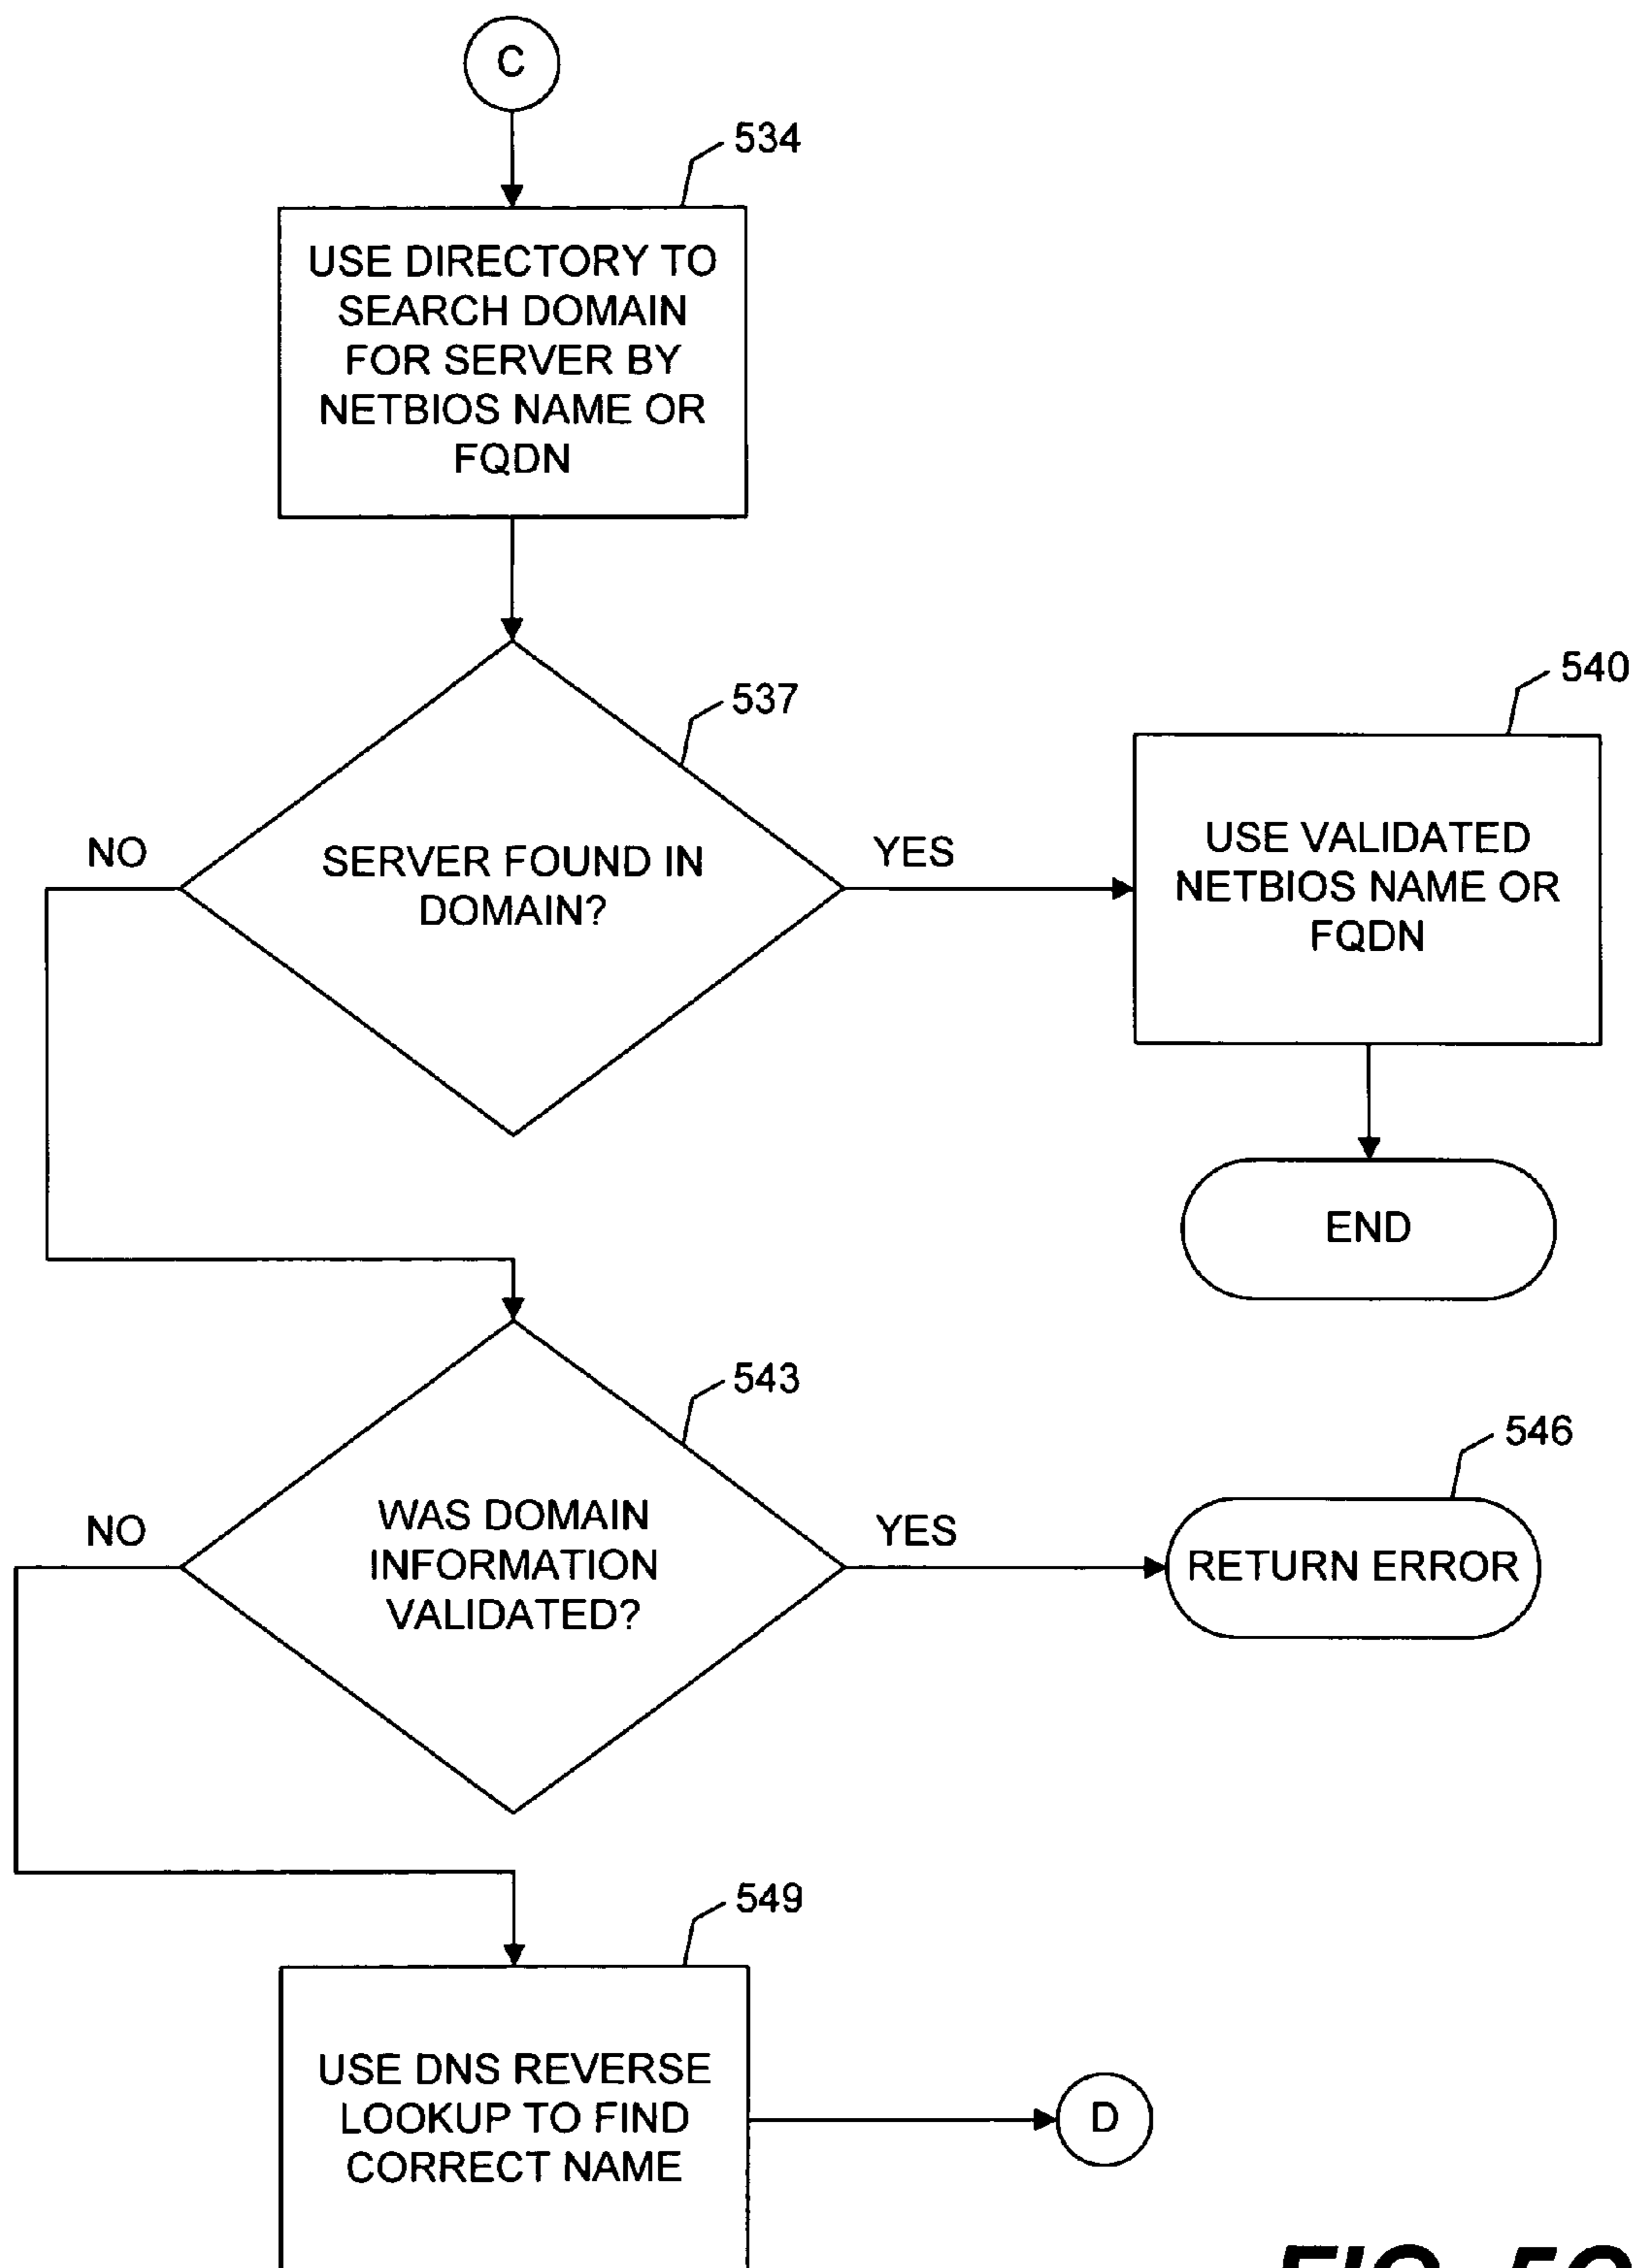 C
534
USE DIRECTORY TO
SEARCH DOMAIN
FOR SERVER BY
NETBIOS NAME OR
FQDN
537
540
NO
SERVER FOUND IN
DOMAIN?
YES
USE VALIDATED
NETBIOS NAME OR
FQDN
END
543
546
NO
WAS DOMAIN
INFORMATION
VALIDATED?
YES
RETURN ERROR
549
USE DNS REVERSE
LOOKUP TO FIND
CORRECT NAME
D